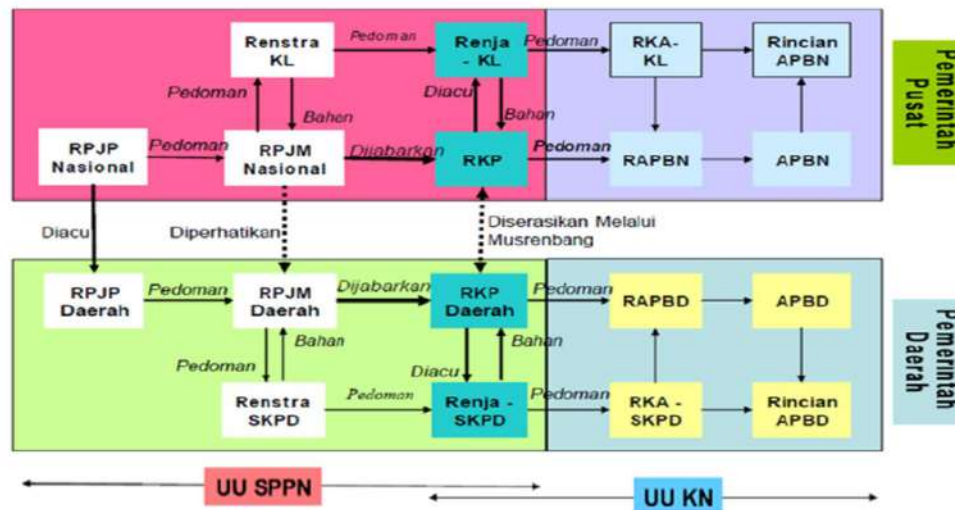 Renstra
KL
Pedoman
Renja - KL
Pedoman
RKA-
KL
Rincian
APBN
Pemerintah
Pusat
Pedoman
Bahan
Diacu
Bahan
RPJP
Nasional
Pedoman
RPJM
Nasional
Dijabarkan
RKP
Pedoman
RAPBN
APBN
Diacu
Diperhatikan
Diserasikan Melalui
Musrenbang
RPJP
Daerah
Pedoman
RPJM
Daerah
Dijabarkan
RKP
Daerah
Pedoman
RAPBD
APBD
Pemerintah
Daerah
Pedoman
Bahan
Diacu
Bahan
Renstra
SKPD
Pedoman
Renja -
SKPD
Pedoman
RKA -
SKPD
Rincian
APBD
UU SPPN
UU KN